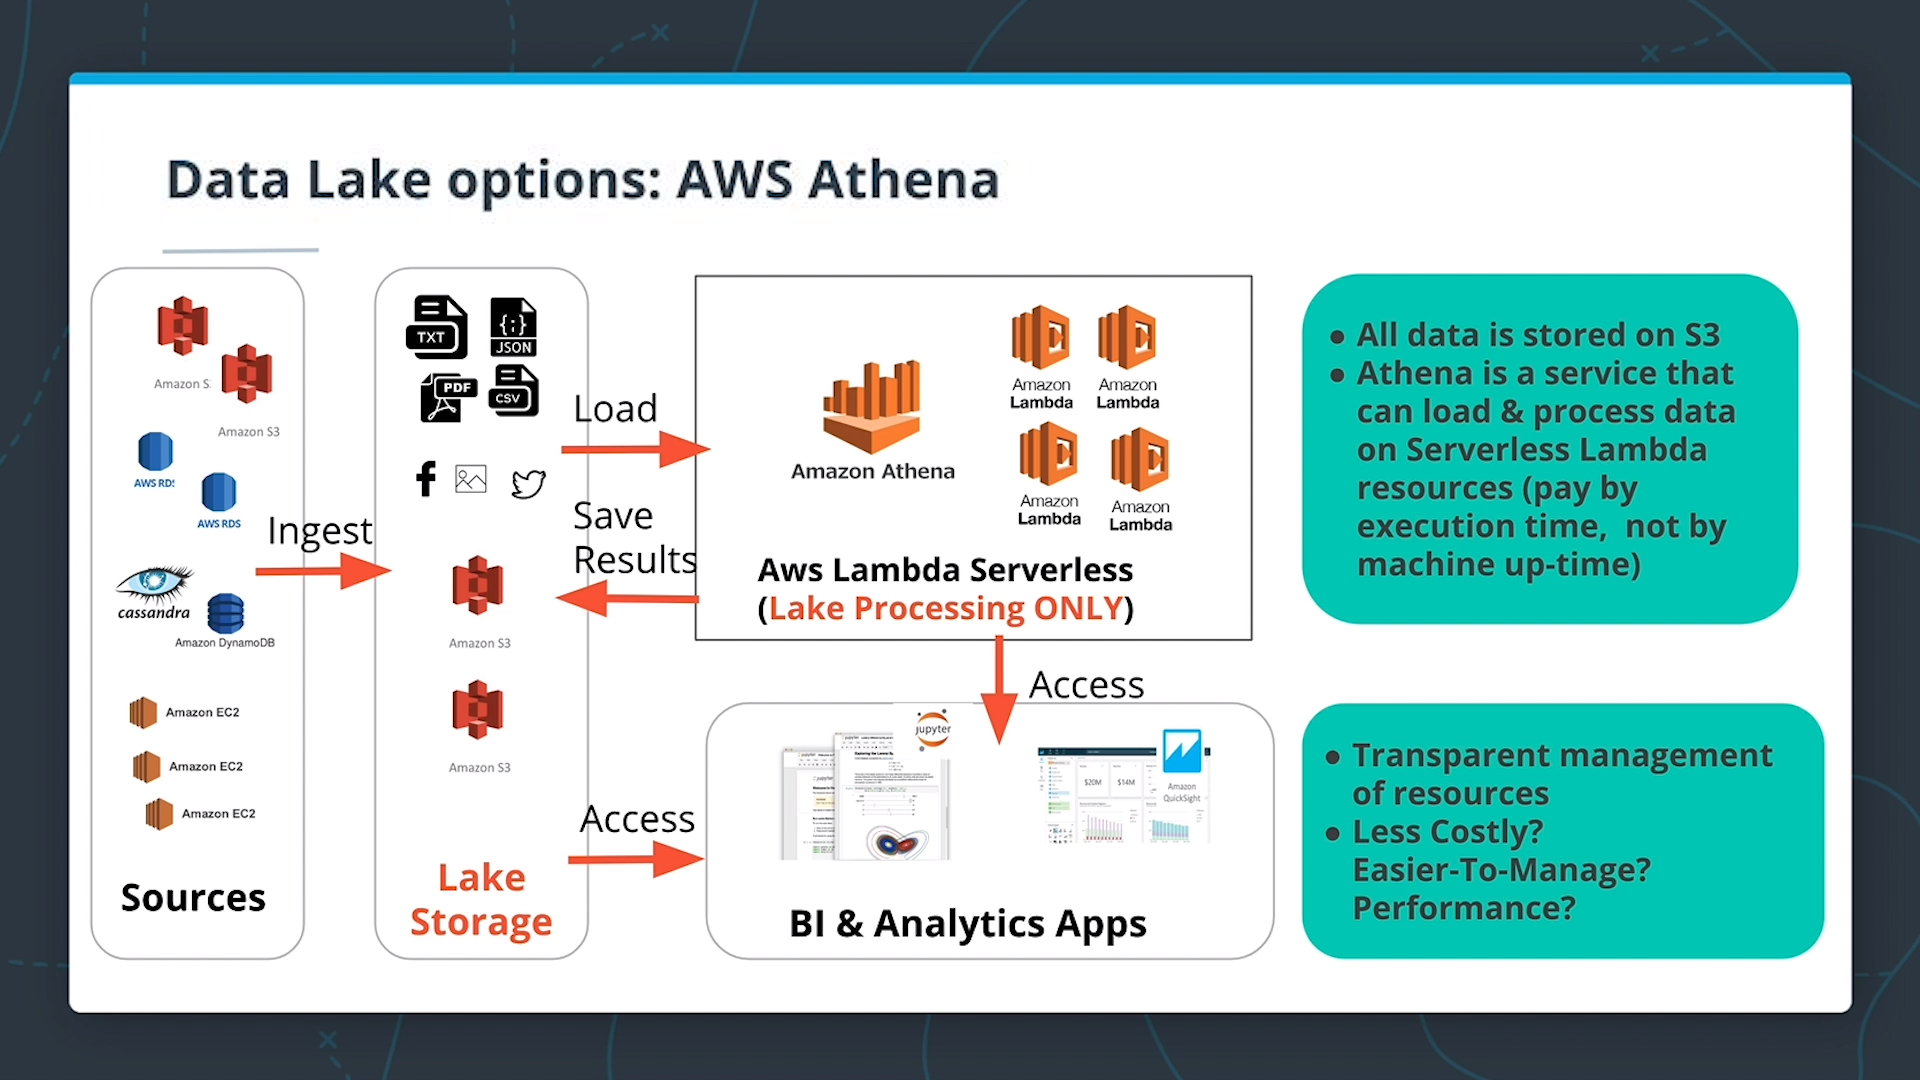 Data Lake options: AWS Athena
Amazon S
Amazon S3
AWS RDS
AWS RDS
cassandra
Amazon DynamoDB
Amazon EC2
Amazon EC2
Amazon EC2
Sources
Ingest
TXT
{;}
JSON
PDF
CSV
Amazon S3
Amazon S3
Lake
Storage
Load
Save
Results
Access
Amazon Athena
Amazon
Lambda
Amazon
Lambda
Amazon
Lambda
Amazon
Lambda
Aws Lambda Serverless
(Lake Processing ONLY)
Access
jupyter
$20M
$14M
Amazon
QuickSight
BI & Analytics Apps
● All data is stored on S3
● Athena is a service that
can load & process data
on Serverless Lambda
resources (pay by
execution time, not by
machine up-time)
● Transparent management
of resources
● Less Costly?
Easier-To-Manage?
Performance?